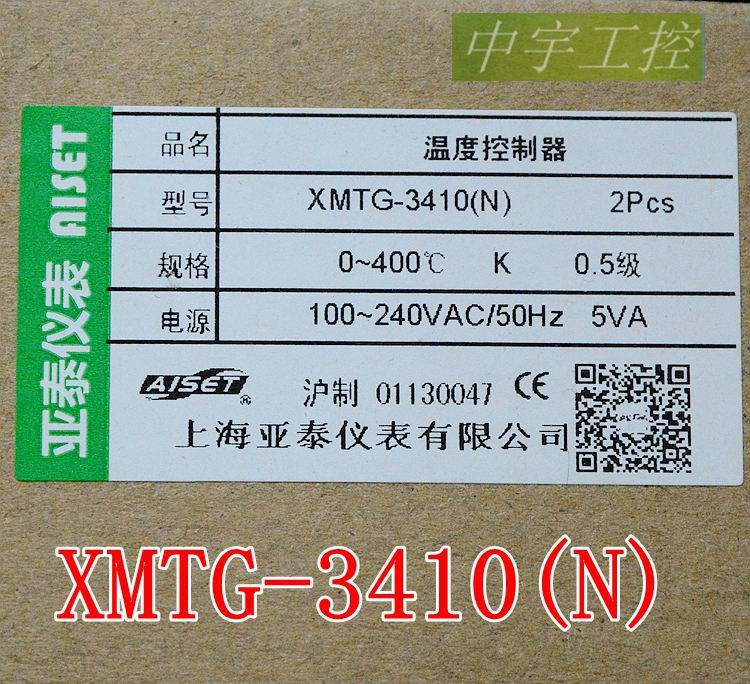 中宇工控
亚泰仪表 AISET
品名 温度控制器
型号 XMTG-3410(N) 2Pcs
规格 0~400℃ K 0.5级
电源 100~240VAC/50Hz 5VA
AISET® 沪制 01130047 CE
上海亚泰仪表有限公司
XMTG-3410(N)